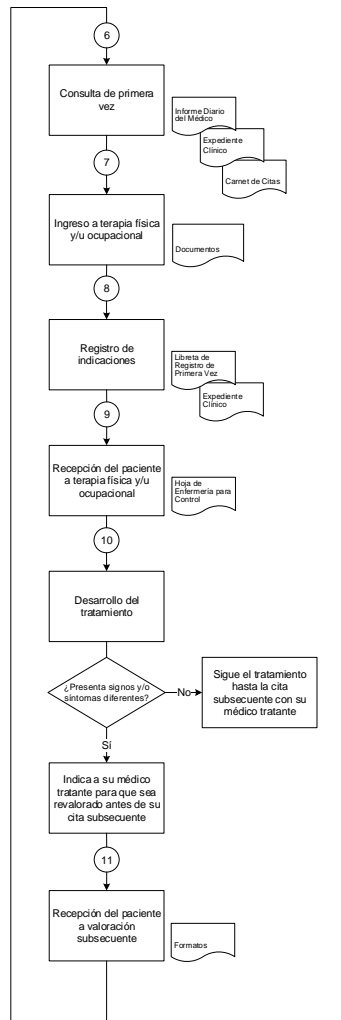 6
Consulta de primera
vez
Informe Diario
del Médico
Expediente
Clínico
Carnet de Citas
7
Ingreso a terapia física
y/u ocupacional
Documentos
8
Registro de
indicaciones
Libreta de
Registro de
Primera Vez
Expediente
Clínico
9
Recepción del paciente
a terapia física y/u
ocupacional
Hoja de
Enfermería para
Control
10
Desarrollo del
tratamiento
¿Presenta signos y/o
síntomas diferentes?
No
Sigue el tratamiento
hasta la cita
subsecuente con su
médico tratante
Sí
Indica a su médico
tratante para que sea
revalorado antes de su
cita subsecuente
11
Recepción del paciente
a valoración
subsecuente
Formatos